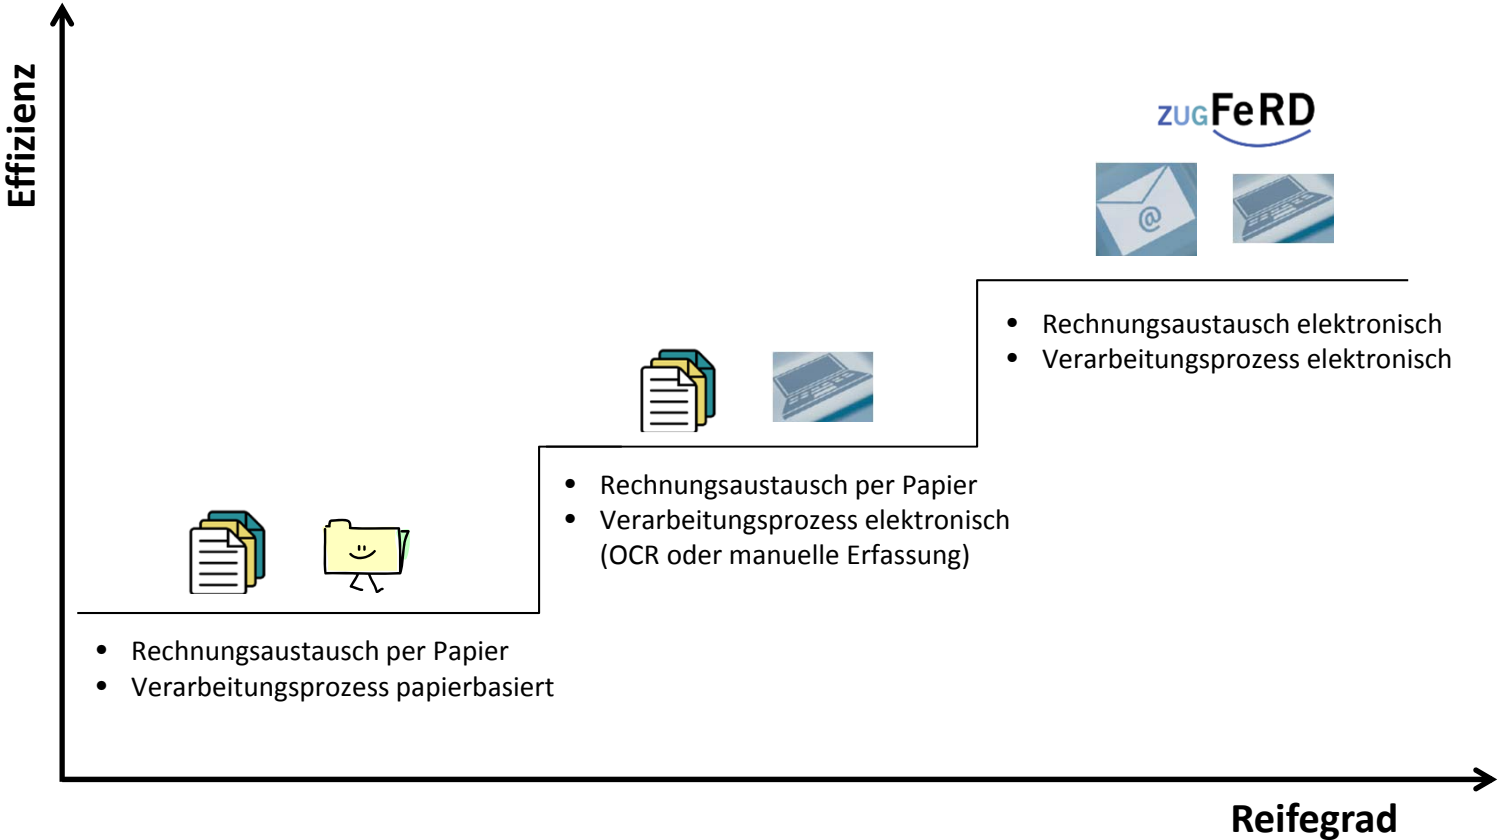 Effizienz
ZUGFeRD
@
• Rechnungsaustausch elektronisch
• Verarbeitungsprozess elektronisch
• Rechnungsaustausch per Papier
• Verarbeitungsprozess elektronisch
(OCR oder manuelle Erfassung)
• Rechnungsaustausch per Papier
• Verarbeitungsprozess papierbasiert
Reifegrad